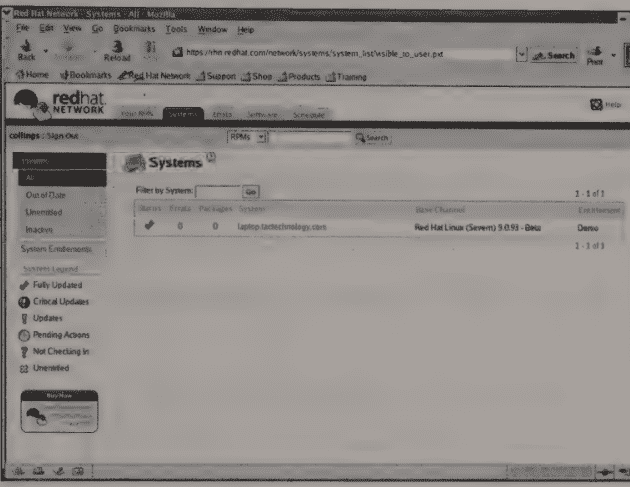 Red Hat Network - Systems - All - Mozilla
File Edit View Go Bookmarks Tools Window Help
Back Reload https://rhn.redhat.com/network/systems/system_list/visible_to_user.pxt Search Print
Home Bookmarks Red Hat Network Support Shop Products Training
redhat
NETWORK
Your RHN Systems Errata Software Schedule Help
collings : Sign Out RPMs Search
Systems
All
Out of Date
Unentitled
Inactive
System Entitlements
System Legend
Fully Updated
Critical Updates
Updates
Pending Actions
Not Checking In
Unentitled
Buy Now
Systems
Filter by System: Go 1 - 1 of 1
Status Errata Packages System Base Channel Entitlement
0 0 laptop.tactechnology.com Red Hat Linux (Severn) 9.0.93 - Beta Demo
1 - 1 of 1